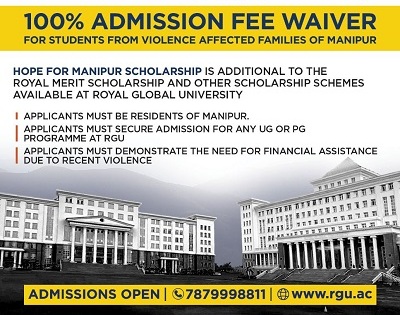 100% ADMISSION FEE WAIVER
FOR STUDENTS FROM VIOLENCE AFFECTED FAMILIES OF MANIPUR
HOPE FOR MANIPUR SCHOLARSHIP IS ADDITIONAL TO THE
ROYAL MERIT SCHOLARSHIP AND OTHER SCHOLARSHIP SCHEMES
AVAILABLE AT ROYAL GLOBAL UNIVERSITY
APPLICANTS MUST BE RESIDENTS OF MANIPUR.
APPLICANTS MUST SECURE ADMISSION FOR ANY UG OR PG
PROGRAMME AT RGU
APPLICANTS MUST DEMONSTRATE THE NEED FOR FINANCIAL ASSISTANCE
DUE TO RECENT VIOLENCE
ADMISSIONS OPEN | 7879998811 | www.rgu.ac